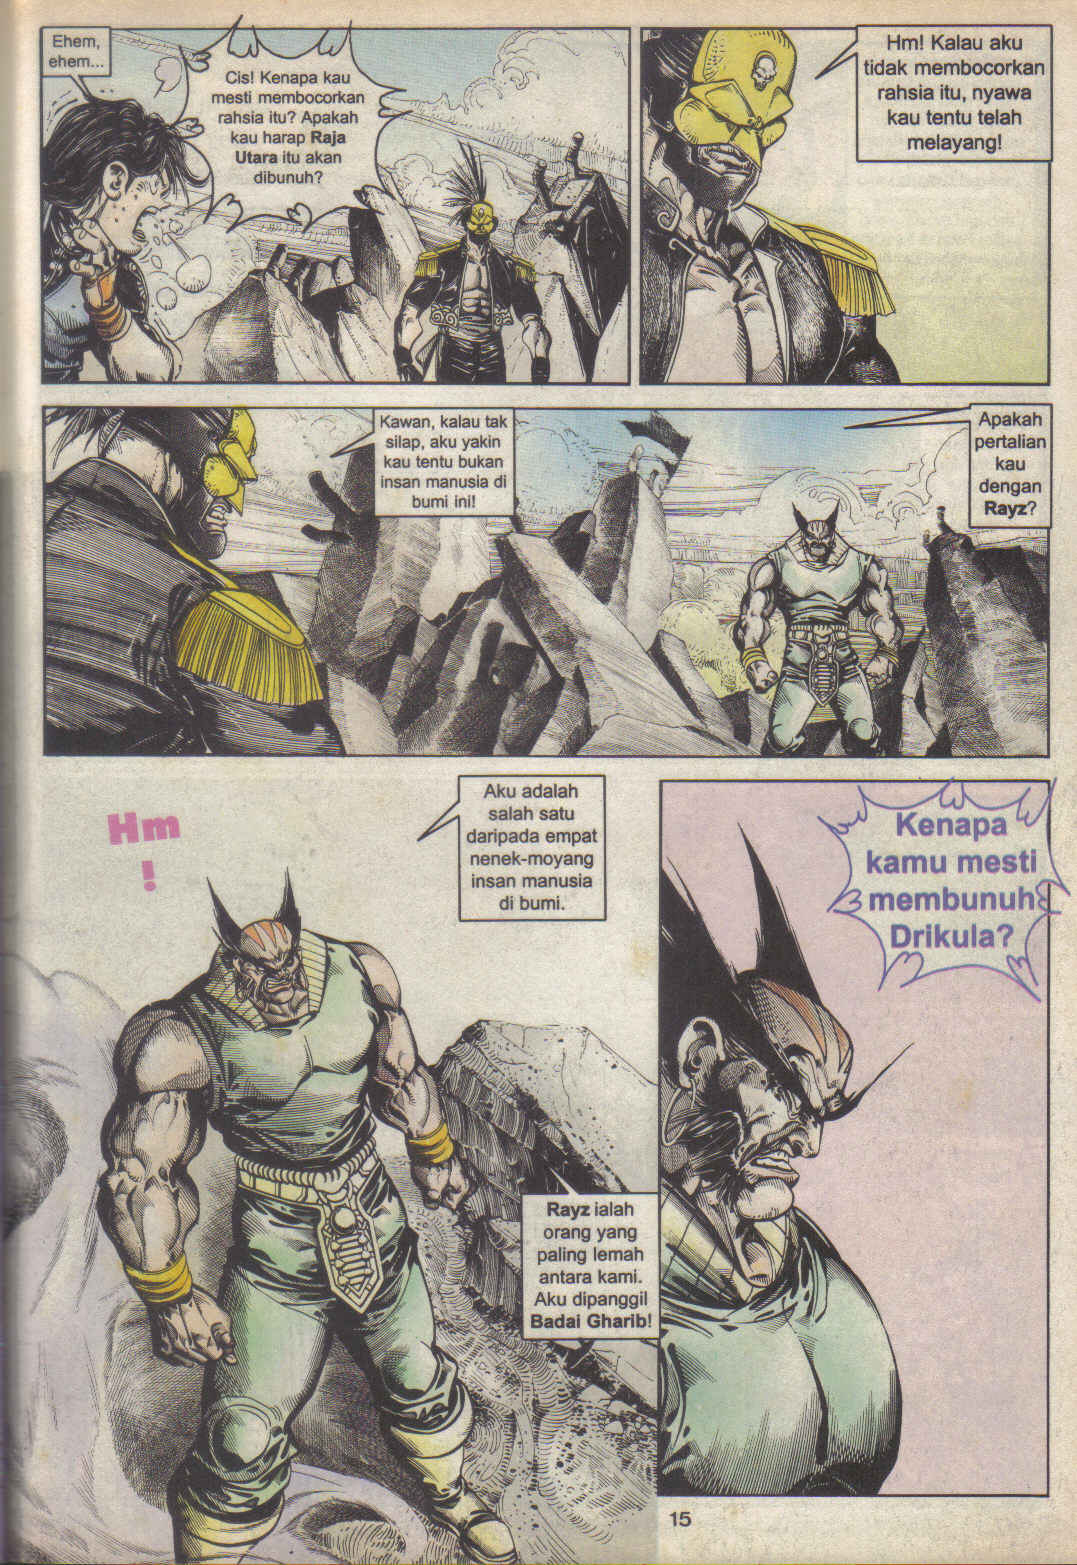 Ehem,
ehem...
Cis! Kenapa kau
mesti membocorkan
rahsia itu? Apakah
kau harap Raja
Utara itu akan
dibunuh?
Hm! Kalau aku
tidak membocorkan
rahsia itu, nyawa
kau tentu telah
melayang!
Kawan, kalau tak
silap, aku yakin
kau tentu bukan
insan manusia di
bumi ini!
Apakah
pertalian
kau
dengan
Rayz?
Hm
!
Aku adalah
salah satu
daripada empat
nenek-moyang
insan manusia
di bumi.
Rayz ialah
orang yang
paling lemah
antara kami.
Aku dipanggil
Badai Gharib!
Kenapa
kamu mesti
membunuh
Drikula?
15